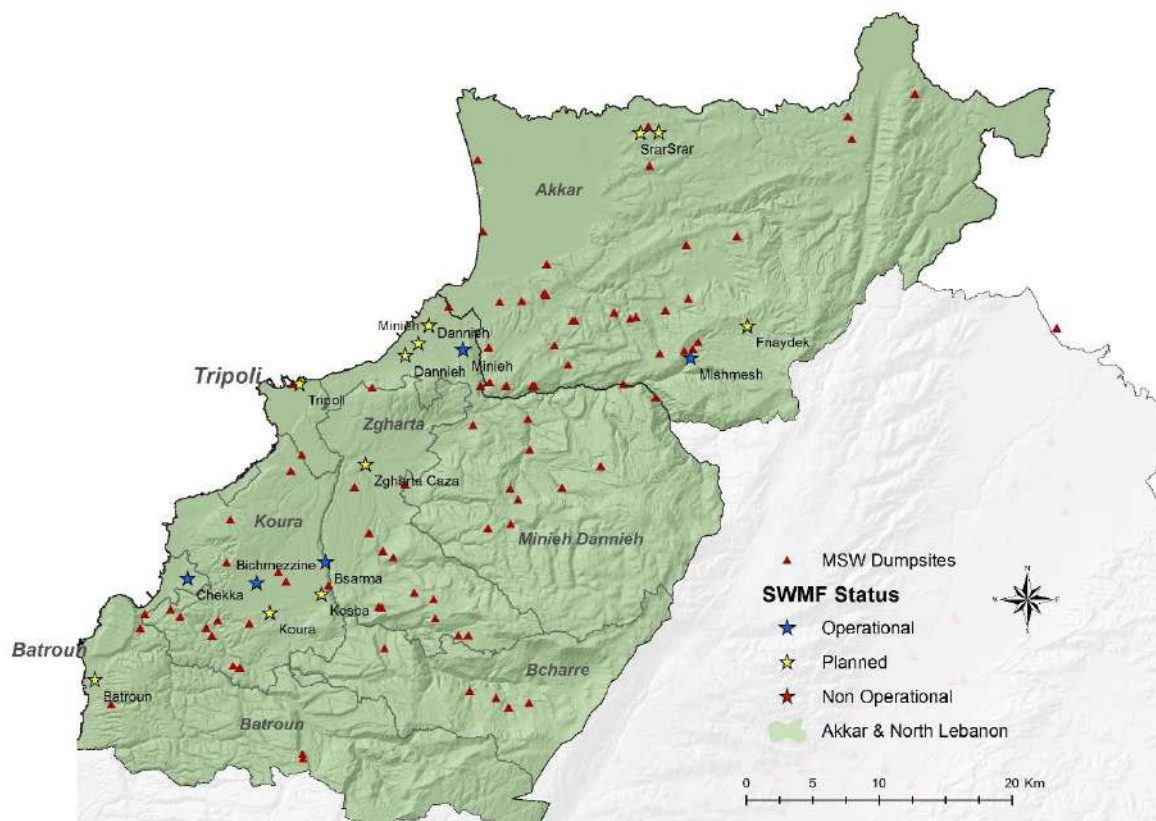 Srar Srar
Akkar
Minieh
Dannieh
Fnaydek
Minieh
Dannieh
Mishmesh
Tripoli
Tripoli
Zgharta
Zgharta Caza
Koura
Minieh Dannieh
MSW Dumpsites
Bichmezzine
Bsarma
SWMF Status
Chekka
Kosba
N
W E
S
Operational
Koura
Batroun
Bcharre
Planned
Batroun
Non Operational
Batroun
Akkar & North Lebanon
0 5 10 20 Km